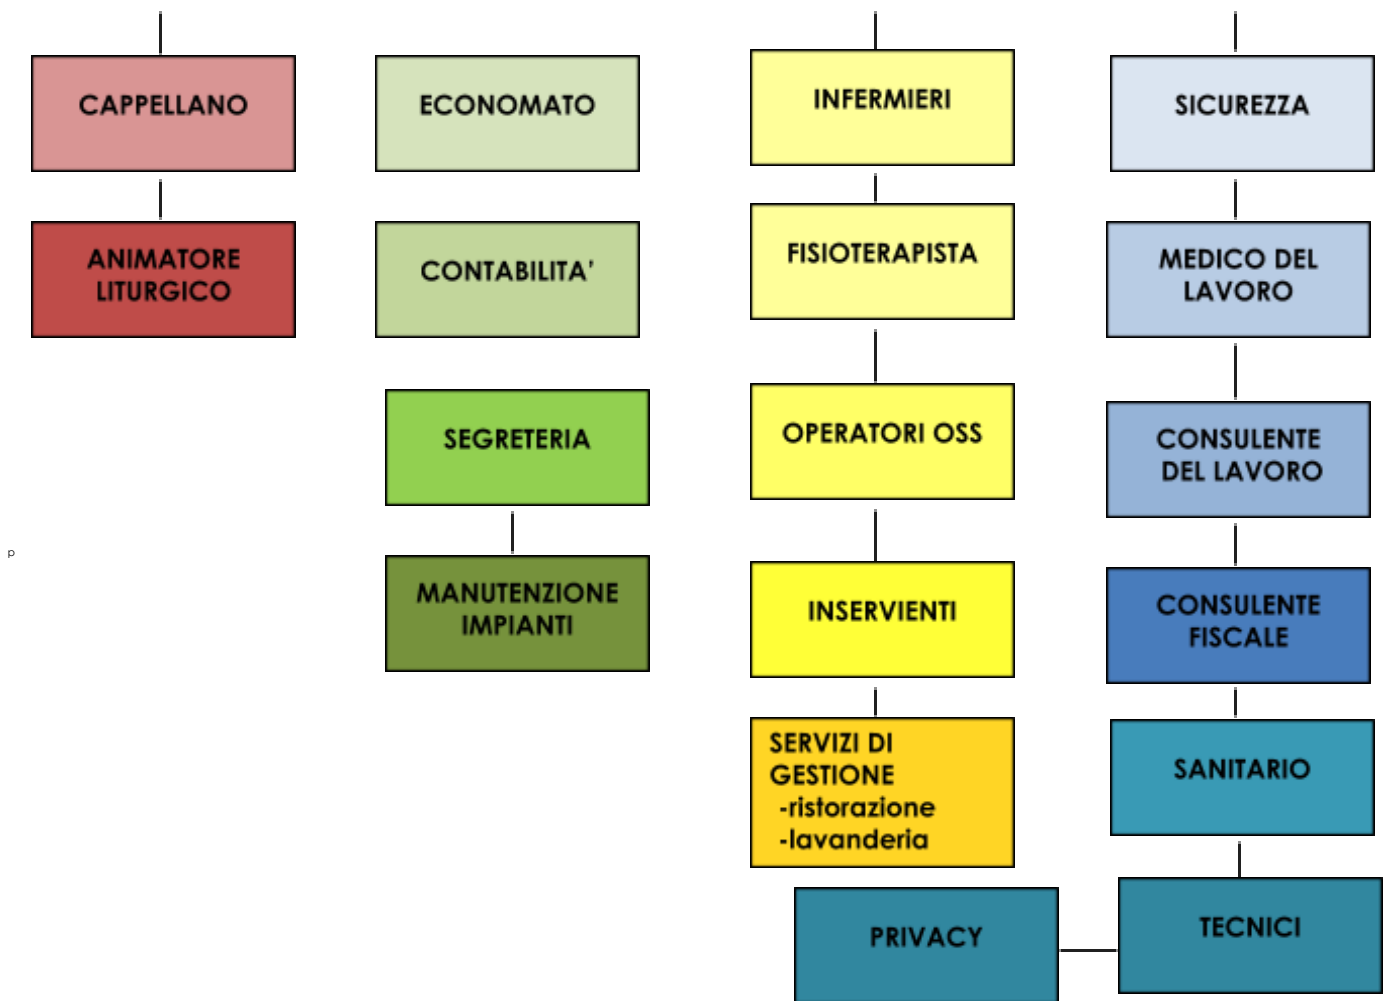 CAPPELLANO
ANIMATORE
LITURGICO
ECONOMATO
CONTABILITA’
SEGRETERIA
MANUTENZIONE
IMPIANTI
INFERMIERI
FISIOTERAPISTA
OPERATORI OSS
INSERVIENTI
SERVIZI DI
GESTIONE
-ristorazione
-lavanderia
SICUREZZA
MEDICO DEL
LAVORO
CONSULENTE
DEL LAVORO
CONSULENTE
FISCALE
SANITARIO
TECNICI
PRIVACY
p